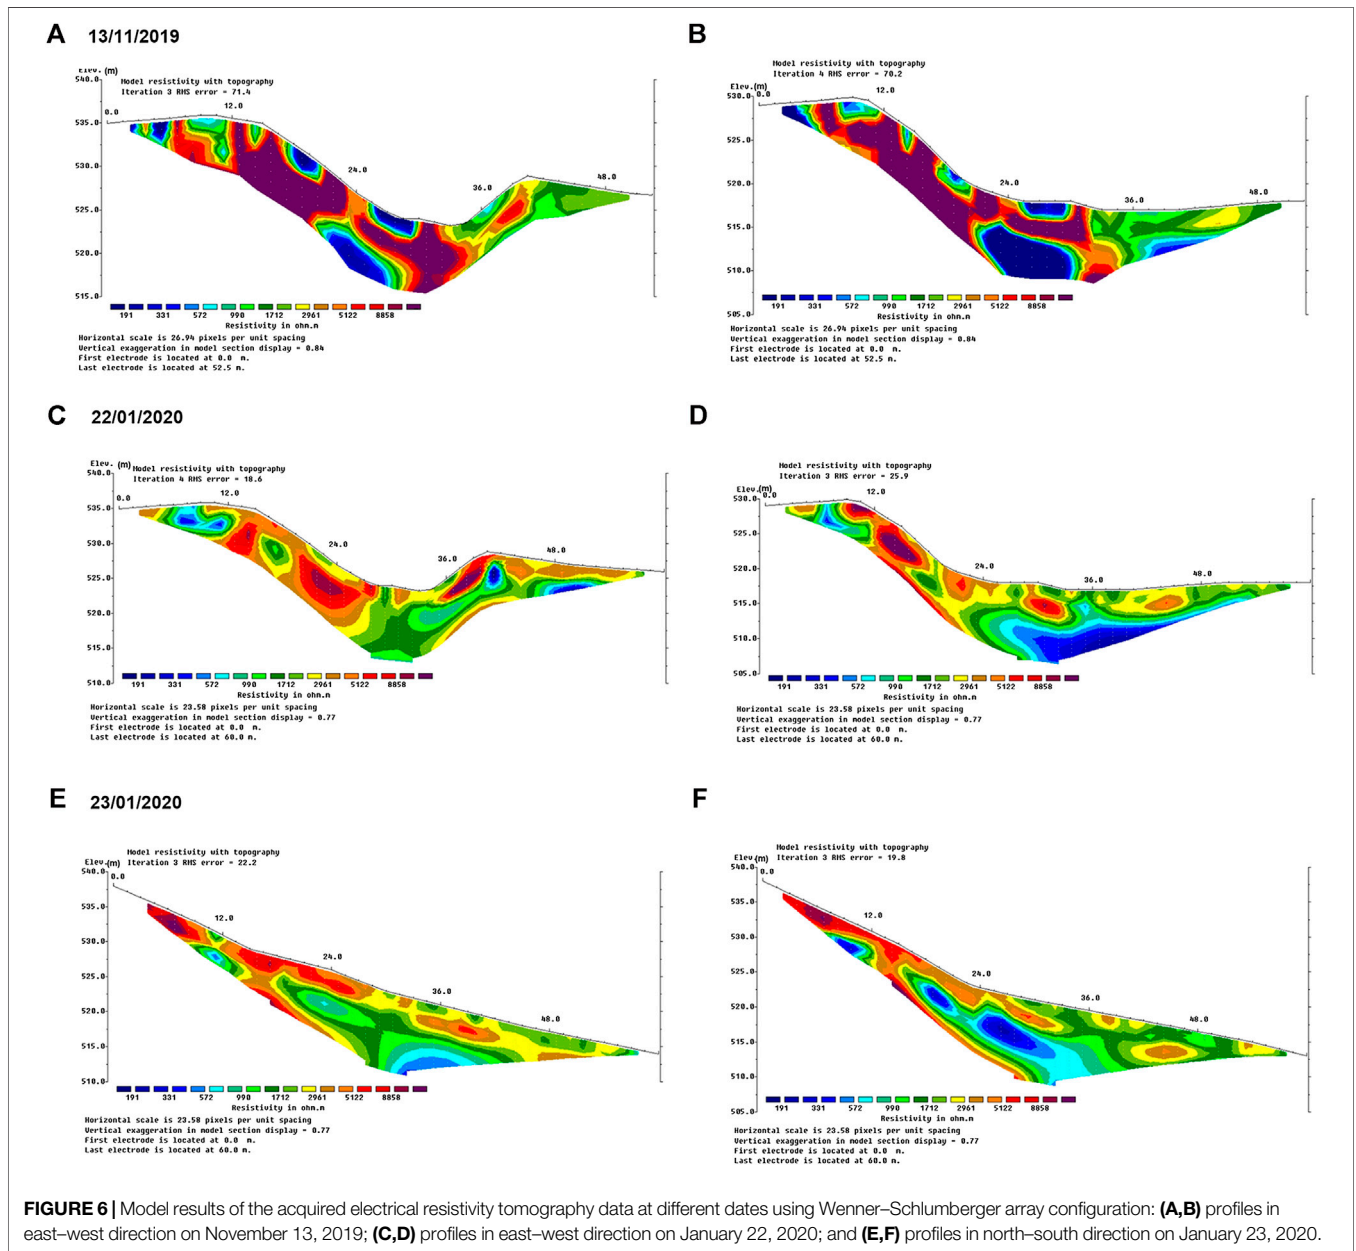 A 13/11/2019
Elev. (m)
540.0
Model resistivity with topography
Iteration 3 RMS error = 71.4
0.0
12.0
24.0
36.0
48.0
535.0
530.0
525.0
520.0
515.0
191 331 572 990 1712 2961 5122 8858
Resistivity in ohm.m
Horizontal scale is 26.94 pixels per unit spacing
Vertical exaggeration in model section display = 0.84
First electrode is located at 0.0 m.
Last electrode is located at 52.5 m.
B
Model resistivity with topography
Iteration 4 RMS error = 70.2
Elev.(m)
530.0
0.0
12.0
24.0
36.0
48.0
525.0
520.0
515.0
510.0
505.0
191 331 572 990 1712 2961 5122 8858
Resistivity in ohm.m
Horizontal scale is 26.94 pixels per unit spacing
Vertical exaggeration in model section display = 0.84
First electrode is located at 0.0 m.
Last electrode is located at 52.5 m.
C 22/01/2020
Elev. (m)
540.0
Model resistivity with topography
Iteration 4 RMS error = 18.6
0.0
12.0
24.0
36.0
48.0
535.0
530.0
525.0
520.0
515.0
510.0
191 331 572 990 1712 2961 5122 8858
Resistivity in ohm.m
Horizontal scale is 23.58 pixels per unit spacing
Vertical exaggeration in model section display = 0.77
First electrode is located at 0.0 m.
Last electrode is located at 60.0 m.
D
Model resistivity with topography
Iteration 3 RMS error = 25.9
Elev.(m)
530.0
0.0
12.0
24.0
36.0
48.0
525.0
520.0
515.0
510.0
505.0
191 331 572 990 1712 2961 5122 8858
Resistivity in ohm.m
Horizontal scale is 23.58 pixels per unit spacing
Vertical exaggeration in model section display = 0.77
First electrode is located at 0.0 m.
Last electrode is located at 60.0 m.
E 23/01/2020
Model resistivity with topography
Elev.(m) Iteration 3 RMS error = 22.2
540.0
0.0
12.0
24.0
36.0
48.0
535.0
530.0
525.0
520.0
515.0
510.0
191 331 572 990 1712 2961 5122 8858
Resistivity in ohm.m
Horizontal scale is 23.58 pixels per unit spacing
Vertical exaggeration in model section display = 0.77
First electrode is located at 0.0 m.
Last electrode is located at 60.0 m.
F
Model resistivity with topography
Elev.(m) Iteration 3 RMS error = 19.8
540.0
0.0
12.0
24.0
36.0
48.0
535.0
530.0
525.0
520.0
515.0
510.0
505.0
191 331 572 990 1712 2961 5122 8858
Resistivity in ohm.m
Horizontal scale is 23.58 pixels per unit spacing
Vertical exaggeration in model section display = 0.77
First electrode is located at 0.0 m.
Last electrode is located at 60.0 m.
FIGURE 6 | Model results of the acquired electrical resistivity tomography data at different dates using Wenner–Schlumberger array configuration: (A,B) profiles in
east–west direction on November 13, 2019; (C,D) profiles in east–west direction on January 22, 2020; and (E,F) profiles in north–south direction on January 23, 2020.